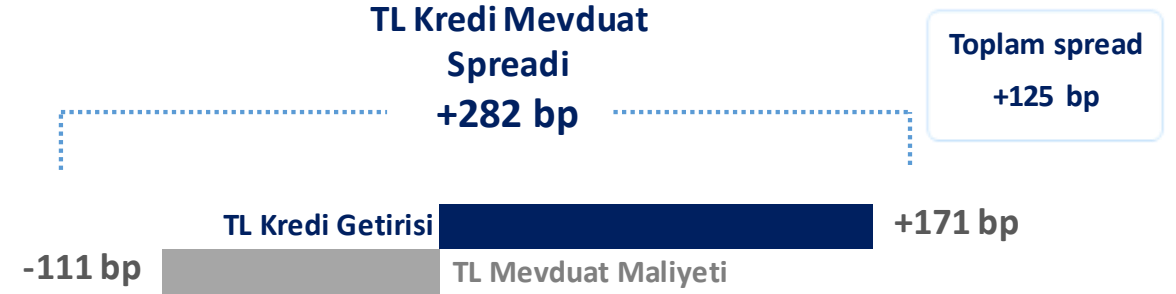 TL Kredi Mevduat
Spreadi
+282 bp
Toplam spread
+125 bp
TL Kredi Getirisi
+171 bp
-111 bp
TL Mevduat Maliyeti